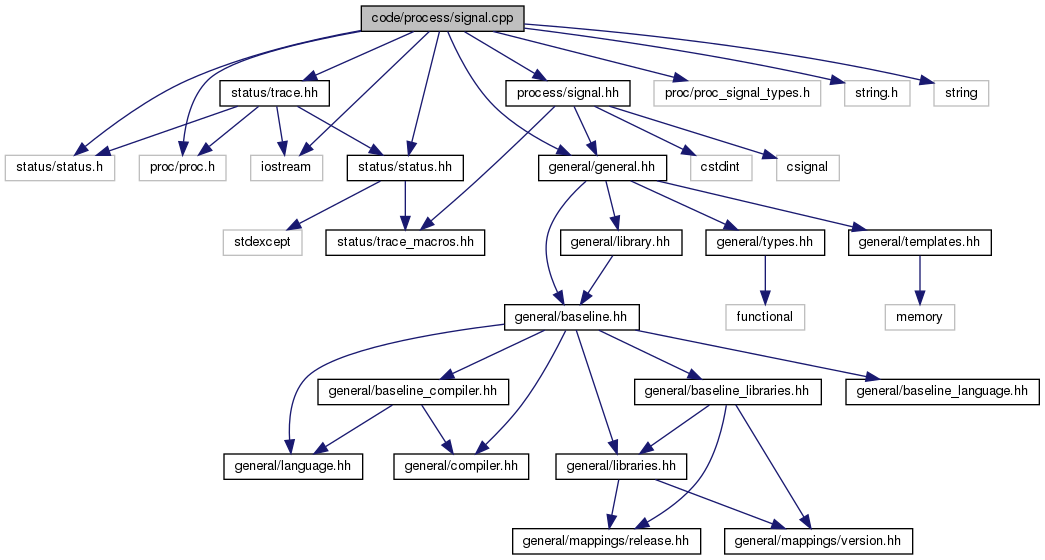 code/process/signal.cpp
status/trace.hh
process/signal.hh
proc/proc_signal_types.h
string.h
string
status/status.h
proc/proc.h
iostream
status/status.hh
general/general.hh
cstdint
csignal
stdexcept
status/trace_macros.hh
general/library.hh
general/types.hh
general/templates.hh
general/baseline.hh
functional
memory
general/baseline_compiler.hh
general/baseline_libraries.hh
general/baseline_language.hh
general/language.hh
general/compiler.hh
general/libraries.hh
general/mappings/release.hh
general/mappings/version.hh